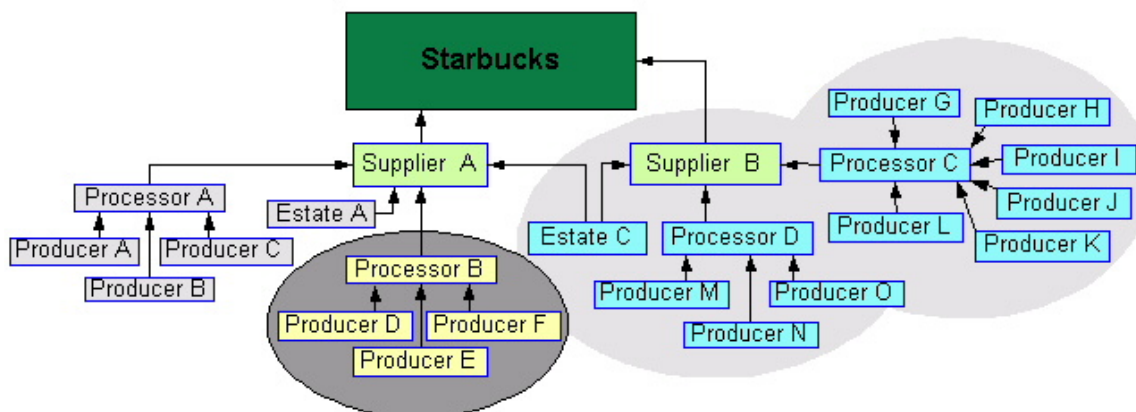 Starbucks
Producer G
Producer H
Supplier A
Supplier B
Processor C
Producer I
Processor A
Estate A
Producer J
Producer A
Producer C
Estate C
Processor D
Producer L
Producer K
Producer B
Processor B
Producer M
Producer O
Producer D
Producer F
Producer N
Producer E